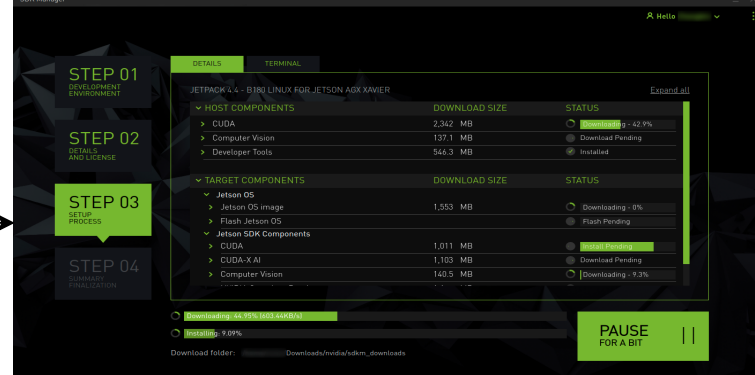 SDK Manager
Hello
STEP 01
DEVELOPMENT
ENVIRONMENT
STEP 02
DETAILS
AND LICENSE
STEP 03
SETUP
PROCESS
STEP 04
SUMMARY
FINALIZATION
DETAILS TERMINAL
JETPACK 4.4 - B180 LINUX FOR JETSON AGX XAVIER Expand all
HOST COMPONENTS DOWNLOAD SIZE STATUS
CUDA 2,342 MB Downloading - 42.9%
Computer Vision 137.1 MB Download Pending
Developer Tools 546.3 MB Installed
TARGET COMPONENTS DOWNLOAD SIZE STATUS
Jetson OS
Jetson OS image 1,553 MB Downloading - 0%
Flash Jetson OS Flash Pending
Jetson SDK Components
CUDA 1,011 MB Install Pending
CUDA-X AI 1,103 MB Download Pending
Computer Vision 140.5 MB Downloading - 9.3%
Downloading: 44.95% (603.44KB/s)
Installing: 9.09%
Download folder: Downloads/nvidia/sdkm_downloads
PAUSE
FOR A BIT